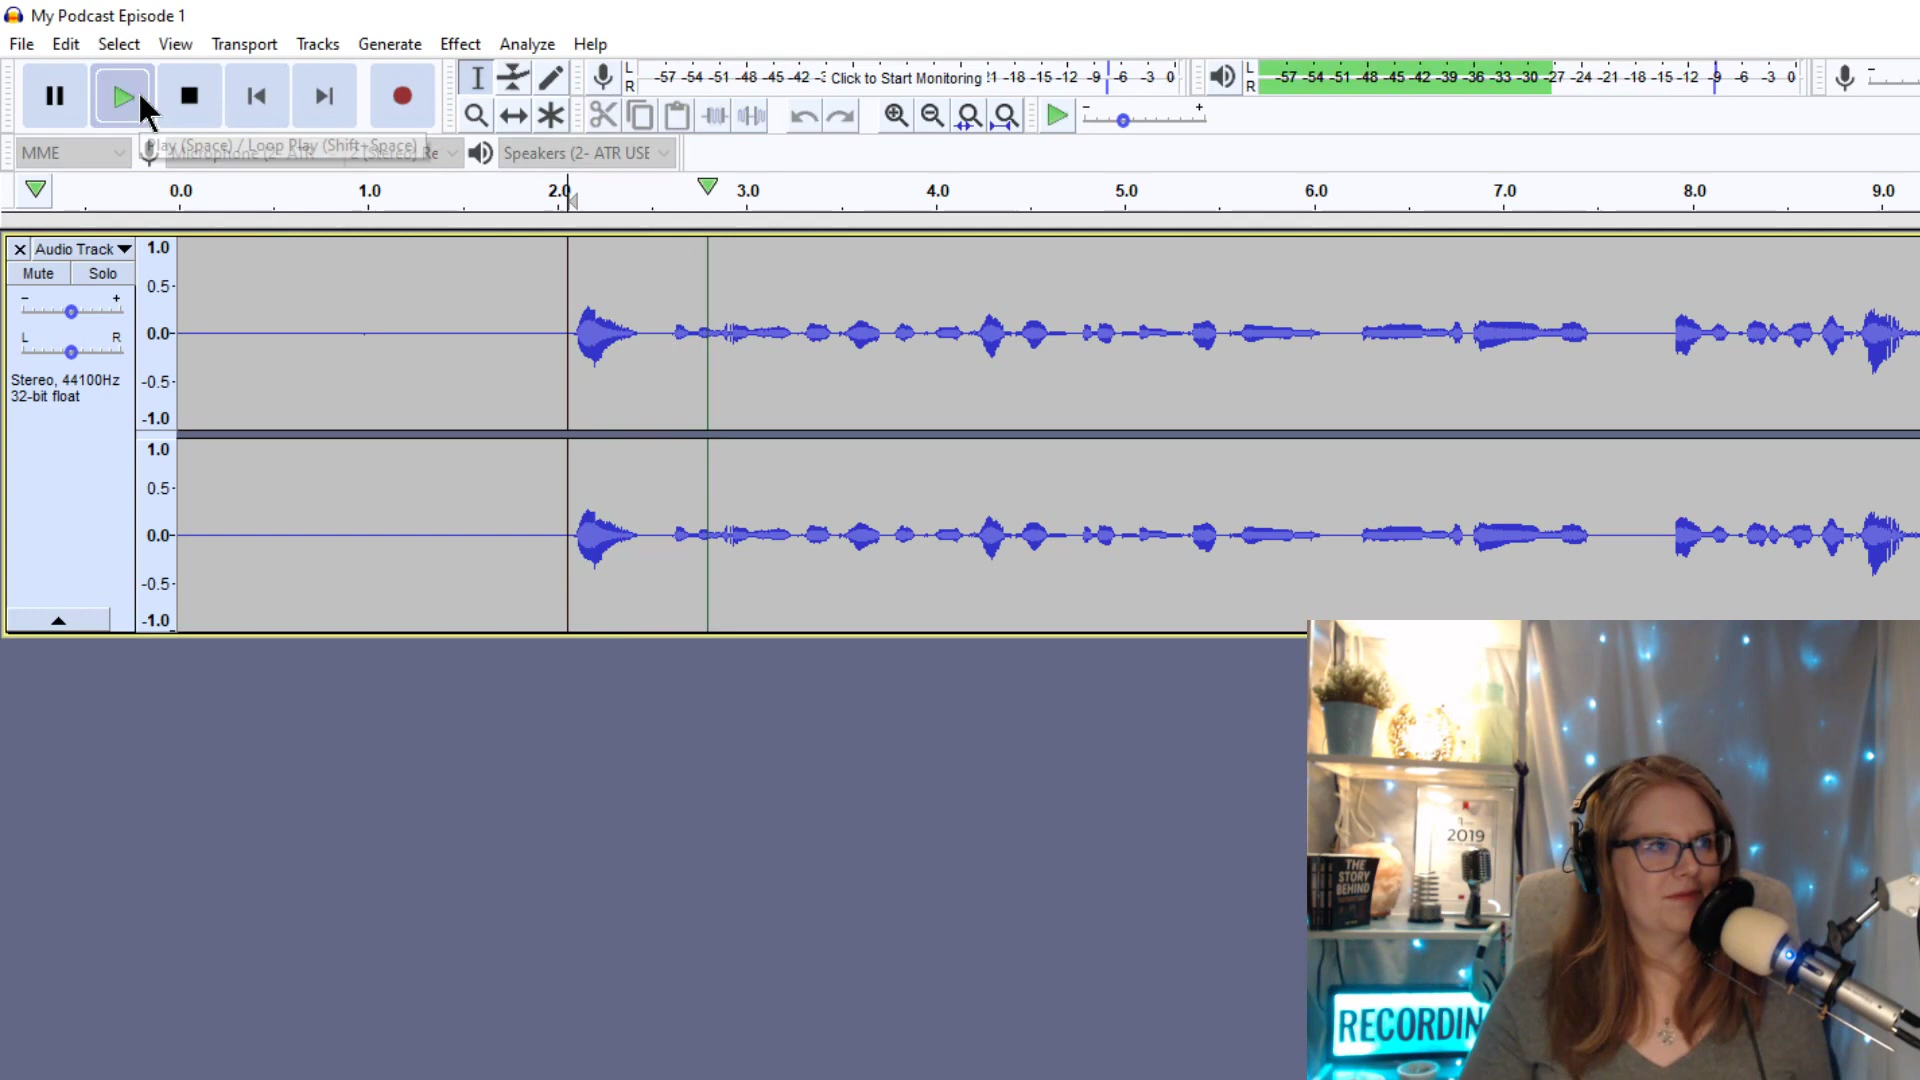 My Podcast Episode 1
File Edit Select View Transport Tracks Generate Effect Analyze Help
L
R
-57 -54 -51 -48 -45 -42 -3 Click to Start Monitoring !1 -18 -15 -12 -9 -6 -3 0
L
R
-57 -54 -51 -48 -45 -42 -39 -36 -33 -30 -27 -24 -21 -18 -15 -12 -9 -6 -3 0
Play (Space) / Loop Play (Shift+Space)
MME
Speakers (2- ATR USE
0.0 1.0 2.0 3.0 4.0 5.0 6.0 7.0 8.0 9.0
Audio Track
Mute Solo
- +
L R
Stereo, 44100Hz
32-bit float
1.0
0.5
0.0
-0.5
-1.0
1.0
0.5
0.0
-0.5
-1.0
2019
THE
STORY
BEHIND
RECORDIN